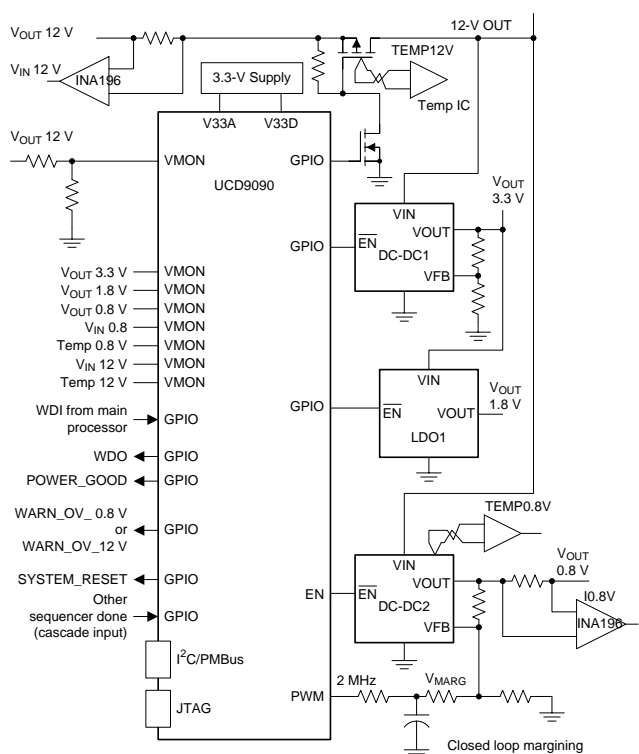 12-V OUT
VOUT 12 V
TEMP12V
VIN 12 V
INA196
3.3-V Supply
Temp IC
V33A
V33D
VOUT 12 V
VMON
GPIO
UCD9090
VOUT
3.3 V
VIN
VOUT
GPIO
EN
DC-DC1
VFB
VOUT 3.3 V
VMON
VOUT 1.8 V
VMON
VOUT 0.8 V
VMON
VIN 0.8
VMON
Temp 0.8 V
VMON
VIN 12 V
VMON
Temp 12 V
VMON
VIN
VOUT
1.8 V
WDI from main
processor
GPIO
GPIO
EN
VOUT
LDO1
WDO
GPIO
POWER_GOOD
GPIO
TEMP0.8V
WARN_OV_ 0.8 V
or
WARN_OV_12 V
GPIO
VIN
VOUT
0.8 V
SYSTEM_RESET
GPIO
EN
EN
VOUT
DC-DC2
I0.8V
INA196
Other
sequencer done
(cascade input)
GPIO
VFB
I2C/PMBus
2 MHz
VMARG
PWM
JTAG
Closed loop margining